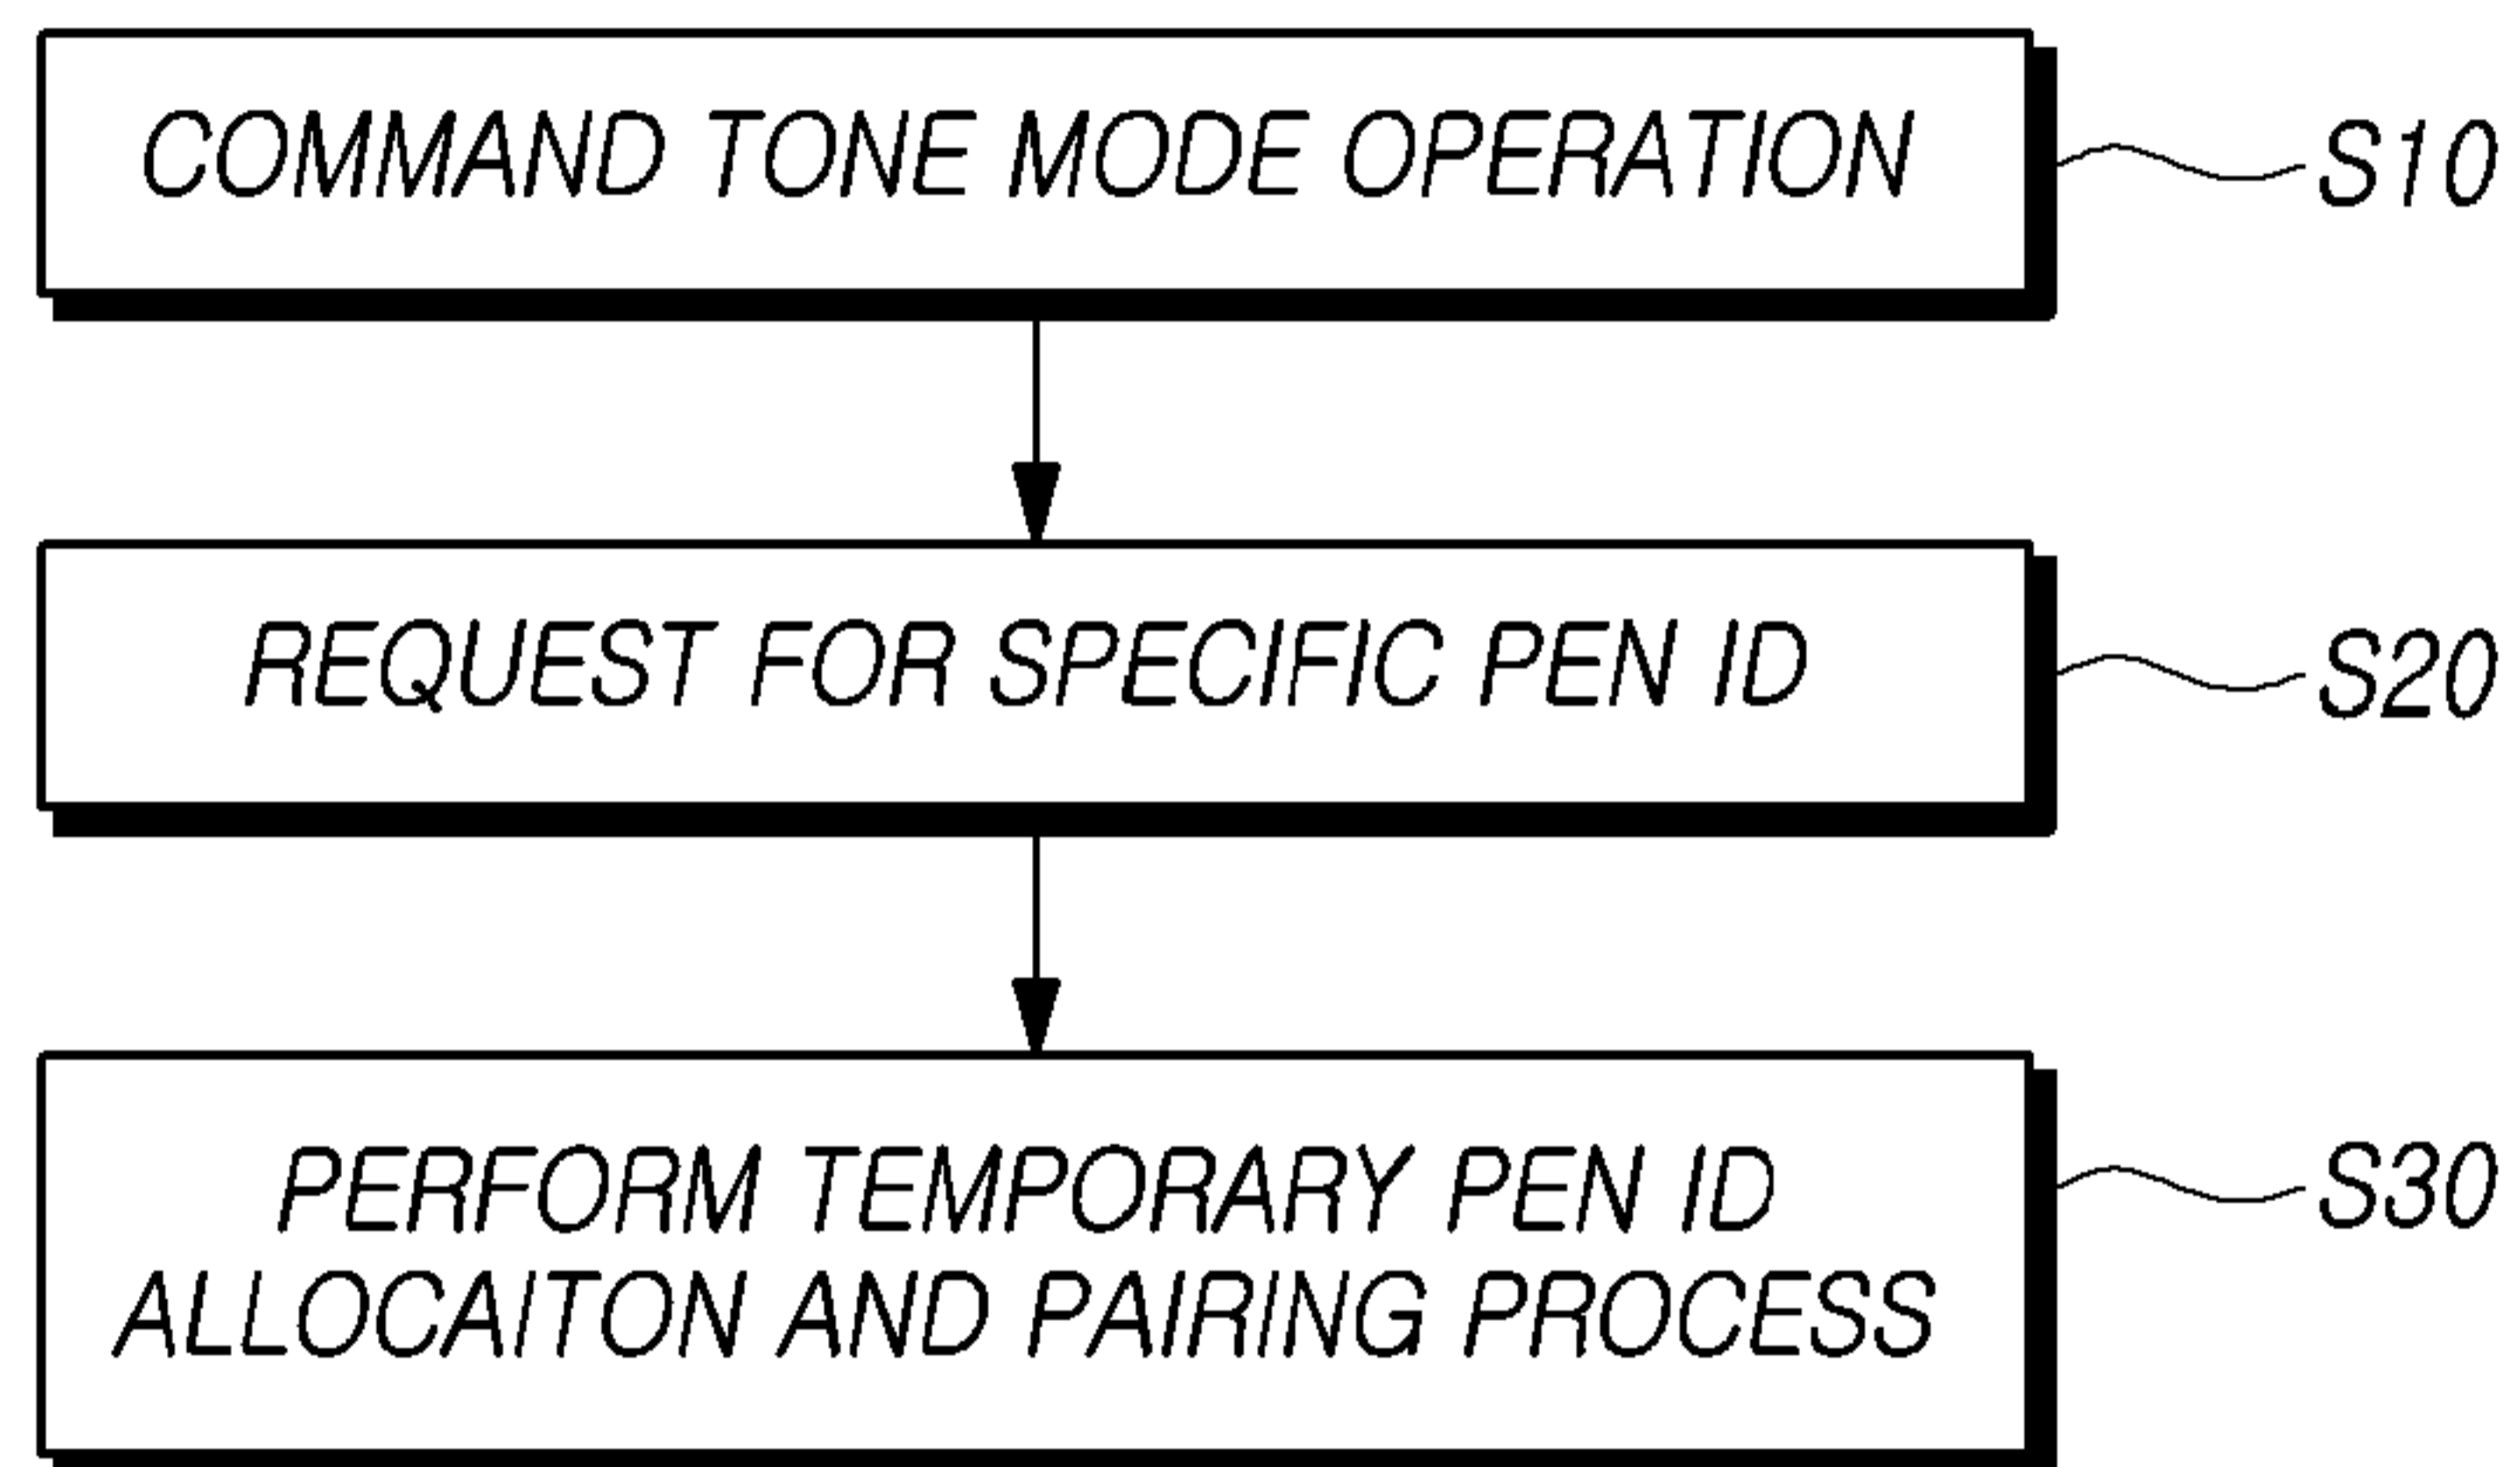 COMMAND TONE MODE OPERATION
S10
REQUEST FOR SPECIFIC PEN ID
S20
PERFORM TEMPORARY PEN ID
S30
ALLOCAITON AND PAIRING PROCESS